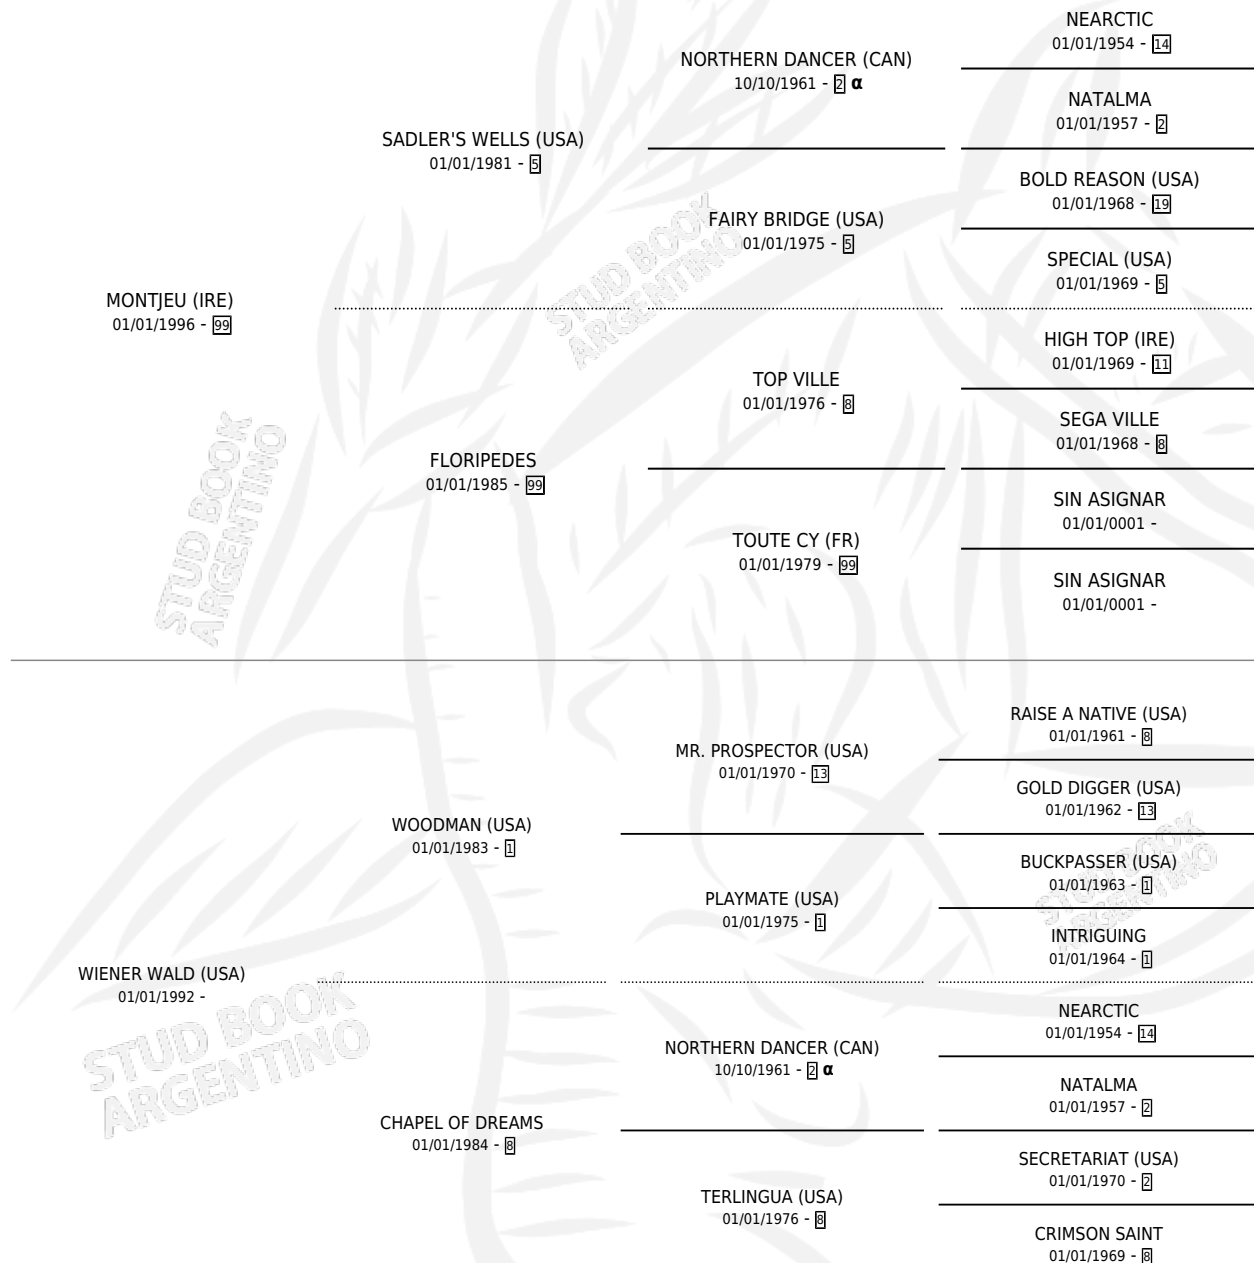 NEARCTIC
01/01/1954 - 14
NORTHERN DANCER (CAN)
10/10/1961 - 2 α
NATALMA
01/01/1957 - 2
SADLER'S WELLS (USA)
01/01/1981 - 5
BOLD REASON (USA)
01/01/1968 - 19
FAIRY BRIDGE (USA)
01/01/1975 - 5
SPECIAL (USA)
01/01/1969 - 5
MONTJEU (IRE)
01/01/1996 - 99
HIGH TOP (IRE)
01/01/1969 - 11
TOP VILLE
01/01/1976 - 8
SEGA VILLE
01/01/1968 - 8
FLORIPEDES
01/01/1985 - 99
SIN ASIGNAR
01/01/0001 -
TOUTE CY (FR)
01/01/1979 - 99
SIN ASIGNAR
01/01/0001 -
RAISE A NATIVE (USA)
01/01/1961 - 8
MR. PROSPECTOR (USA)
01/01/1970 - 13
GOLD DIGGER (USA)
01/01/1962 - 13
WOODMAN (USA)
01/01/1983 - 1
BUCKPASSER (USA)
01/01/1963 - 1
PLAYMATE (USA)
01/01/1975 - 1
INTRIGUING
01/01/1964 - 1
WIENER WALD (USA)
01/01/1992 -
NEARCTIC
01/01/1954 - 14
NORTHERN DANCER (CAN)
10/10/1961 - 2 α
NATALMA
01/01/1957 - 2
CHAPEL OF DREAMS
01/01/1984 - 8
SECRETARIAT (USA)
01/01/1970 - 2
TERLINGUA (USA)
01/01/1976 - 8
CRIMSON SAINT
01/01/1969 - 8
STUD BOOK
ARGENTINO
STUD BOOK
ARGENTINO
STUD BOOK
ARGENTINO
STUD BOOK
ARGENTINO